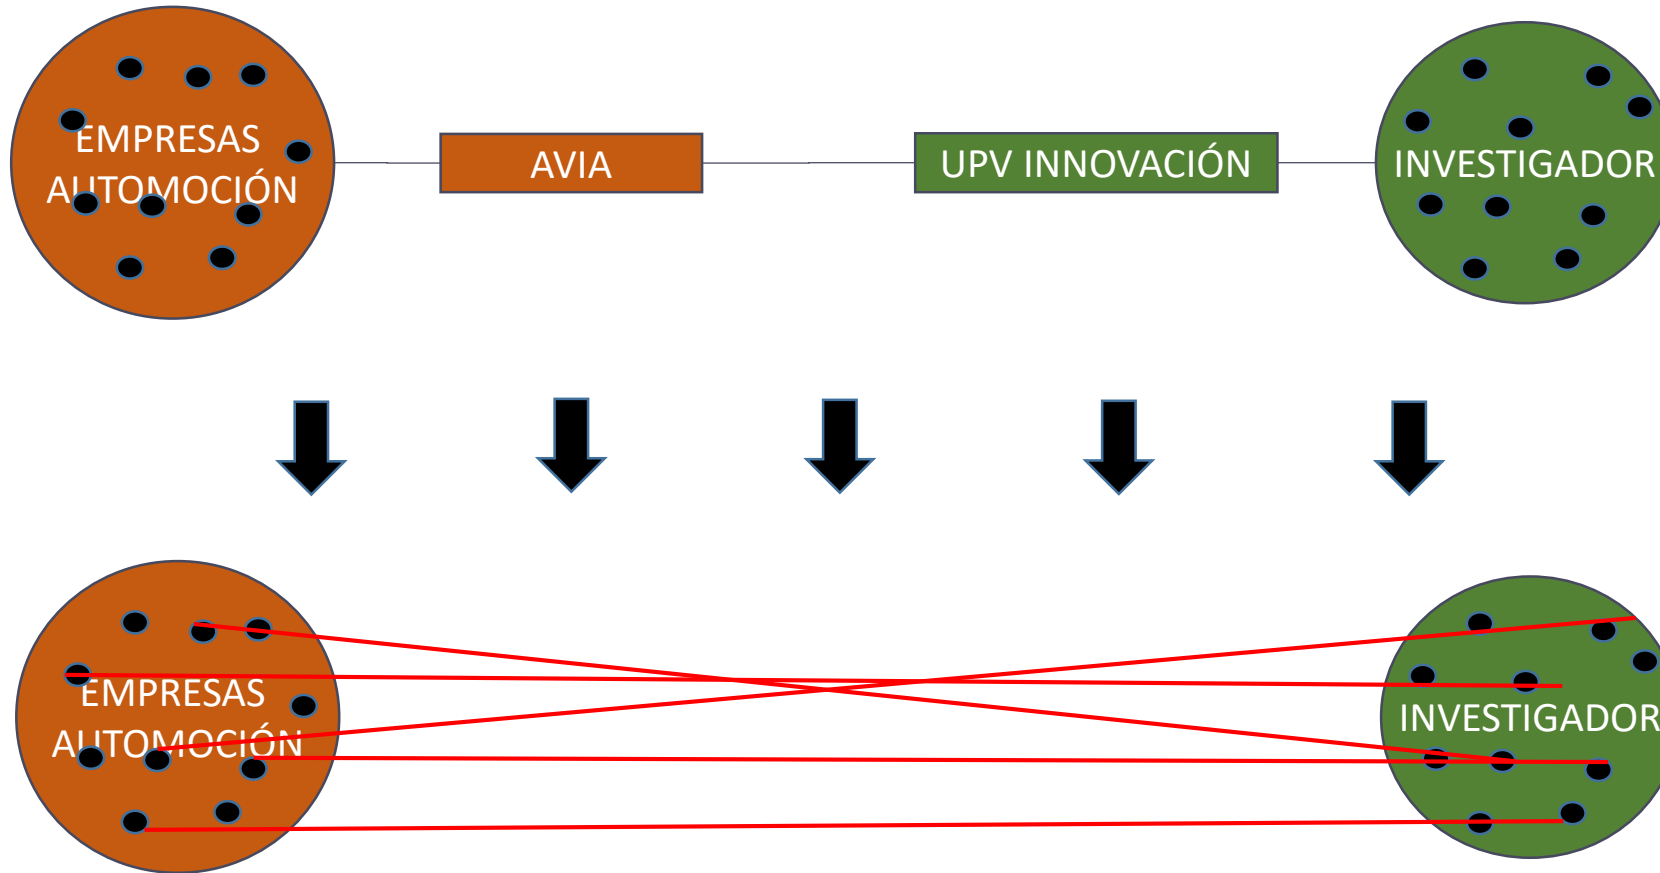 EMPRESAS
AUTOMOCIÓN
AVIA
UPV INNOVACIÓN
INVESTIGADOR
EMPRESAS
AUTOMOCIÓN
INVESTIGADOR